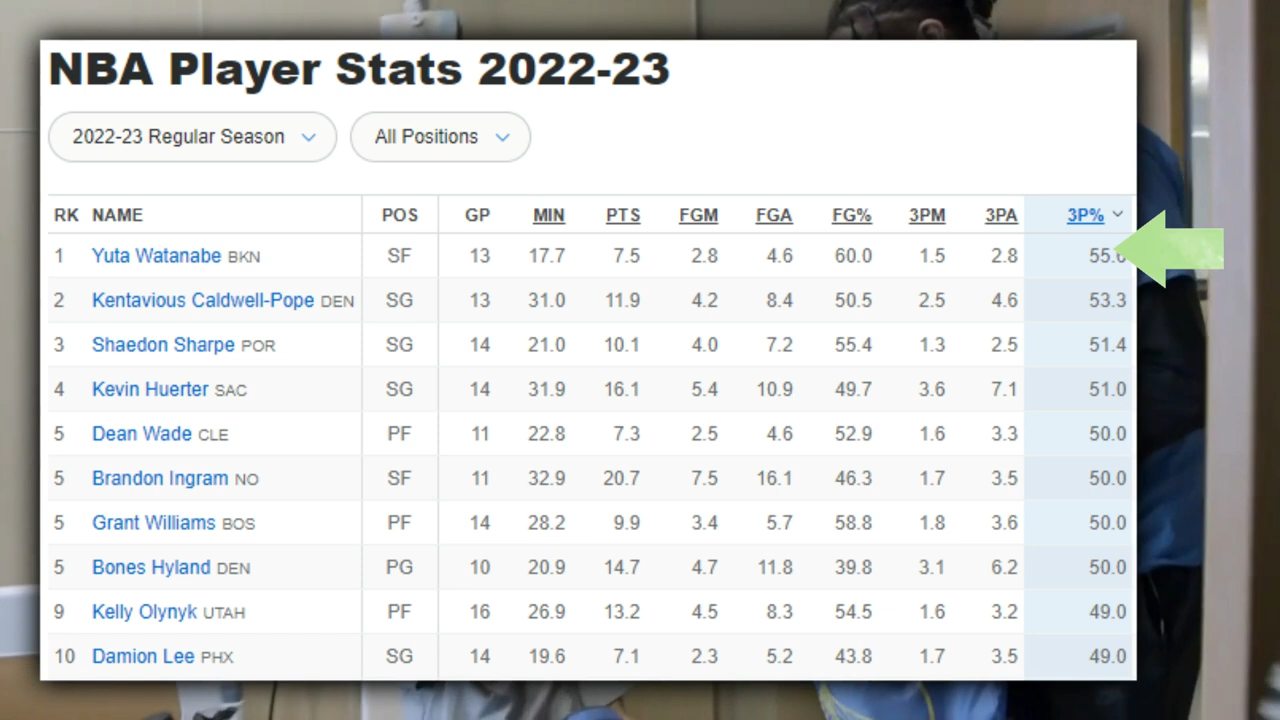 NBA Player Stats 2022-23
2022-23 Regular Season All Positions
RK NAME POS GP MIN PTS FGM FGA FG% 3PM 3PA 3P%
1 Yuta Watanabe BKN SF 13 17.7 7.5 2.8 4.6 60.0 1.5 2.8
2 Kentavious Caldwell-Pope DEN SG 13 31.0 11.9 4.2 8.4 50.5 2.5 4.6 53.3
3 Shaedon Sharpe POR SG 14 21.0 10.1 4.0 7.2 55.4 1.3 2.5 51.4
4 Kevin Huerter SAC SG 14 31.9 16.1 5.4 10.9 49.7 3.6 7.1 51.0
5 Dean Wade CLE PF 11 22.8 7.3 2.5 4.6 52.9 1.6 3.3 50.0
5 Brandon Ingram NO SF 11 32.9 20.7 7.5 16.1 46.3 1.7 3.5 50.0
5 Grant Williams BOS PF 14 28.2 9.9 3.4 5.7 58.8 1.8 3.6 50.0
5 Bones Hyland DEN PG 10 20.9 14.7 4.7 11.8 39.8 3.1 6.2 50.0
9 Kelly Olynyk UTAH PF 16 26.9 13.2 4.5 8.3 54.5 1.6 3.2 49.0
10 Damion Lee PHX SG 14 19.6 7.1 2.3 5.2 43.8 1.7 3.5 49.0